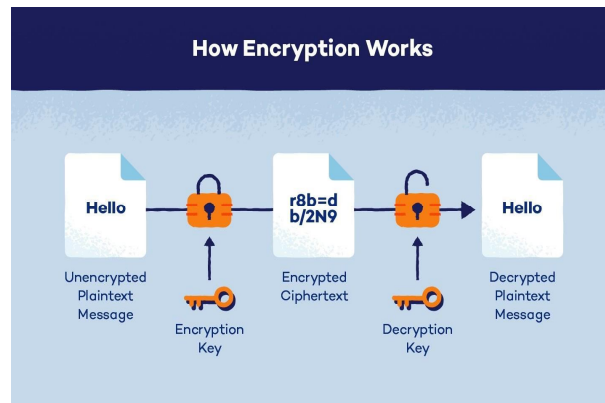 How Encryption Works
Hello
r8b=d
b/2N9
Hello
Unencrypted
Plaintext
Message
Encryption
Key
Encrypted
Ciphertext
Decryption
Key
Decrypted
Plaintext
Message